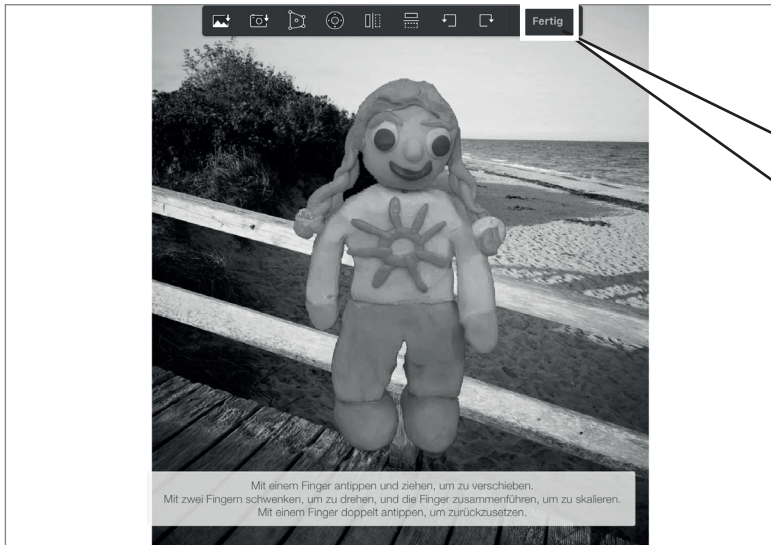 Fertig
Mit einem Finger antippen und ziehen, um zu verschieben.
Mit zwei Fingern schwenken, um zu drehen, und die Finger zusammenführen, um zu skalieren.
Mit einem Finger doppelt antippen, um zurückzusetzen.